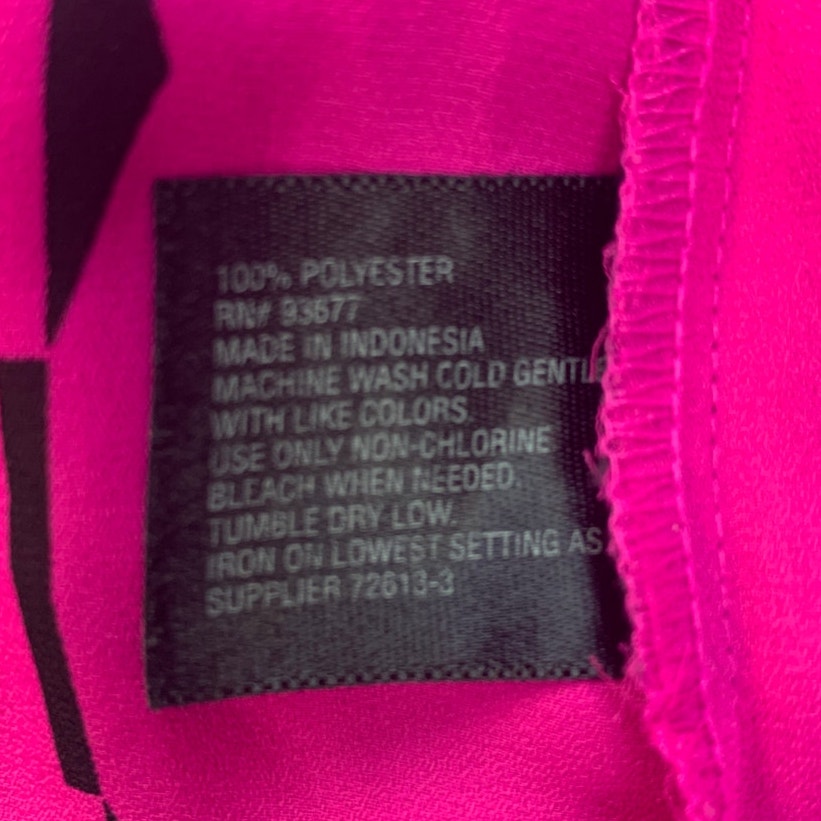 100% POLYESTER
RN# 93677
MADE IN INDONESIA
MACHINE WASH COLD GENTLE
WITH LIKE COLORS.
USE ONLY NON-CHLORINE
BLEACH WHEN NEEDED.
TUMBLE DRY LOW.
IRON ON LOWEST SETTING AS
SUPPLIER 72613-3